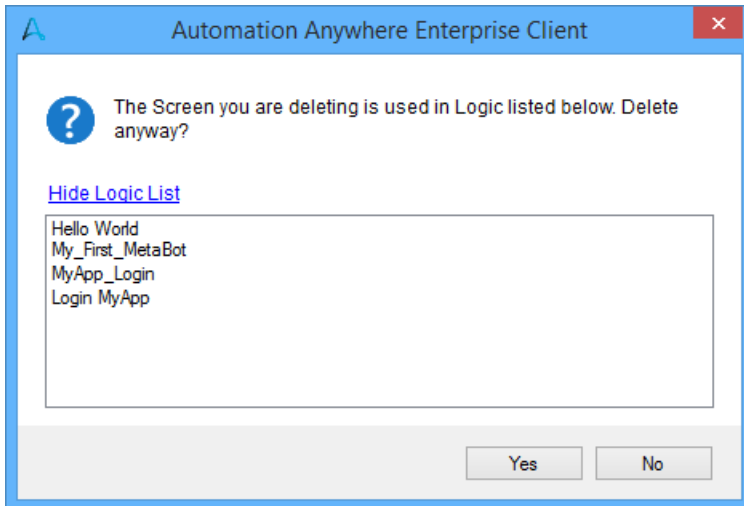 Automation Anywhere Enterprise Client
The Screen you are deleting is used in Logic listed below. Delete
anyway?
Hide Logic List
Hello World
My_First_MetaBot
MyApp_Login
Login MyApp
Yes
No